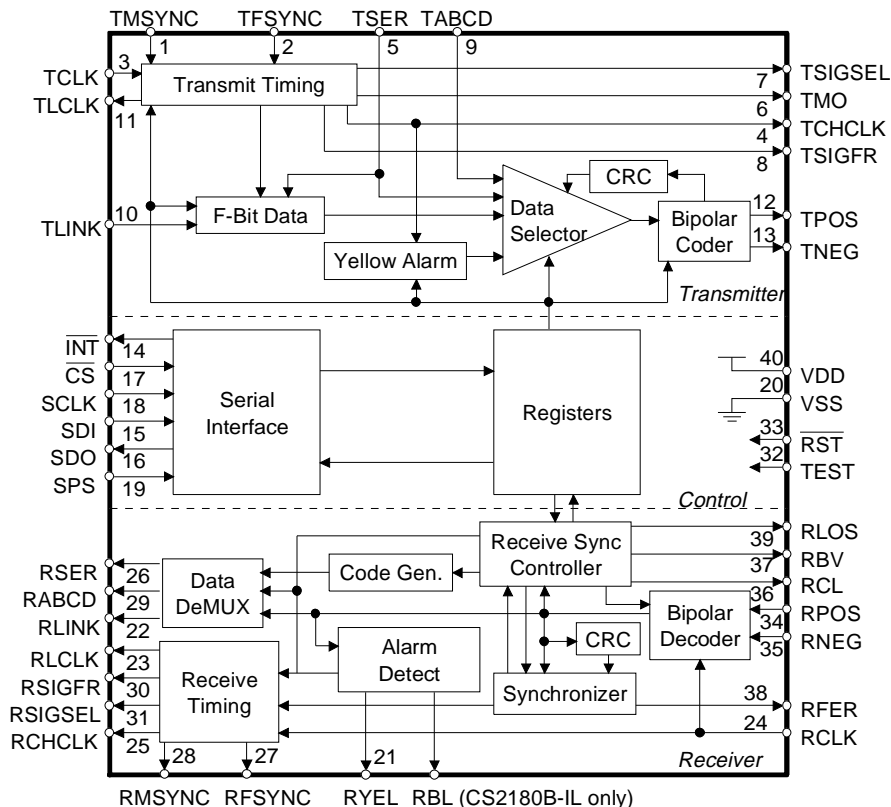 TMSYNC TFSYNC TSER TABCD
1 2 5 9
TCLK 3 Transmit Timing 7 TSIGSEL
TLCLK 11 6 TMO
4 TCHCLK
8 TSIGFR
CRC
TLINK 10 F-Bit Data Data Selector Bipolar Coder 12 TPOS
13 TNEG
Yellow Alarm
Transmitter
INT 14
CS 17
SCLK 18
SDI 15
SDO 16
SPS 19
Serial Interface
Registers
40 VDD
20 VSS
33 RST
32 TEST
Control
Receive Sync Controller
39 RLOS
37 RBV
36 RCL
34 RPOS
35 RNEG
RSER 26
RABCD 29
RLINK 22
Data DeMUX
Code Gen.
Bipolar Decoder
CRC
RLCLK 23
RSIGFR 30
RSIGSEL 31
RCHCLK 25
Receive Timing
Alarm Detect
Synchronizer
38 RFER
24 RCLK
Receiver
28 27 21
RMSYNC RFSYNC RYEL RBL (CS2180B-IL only)